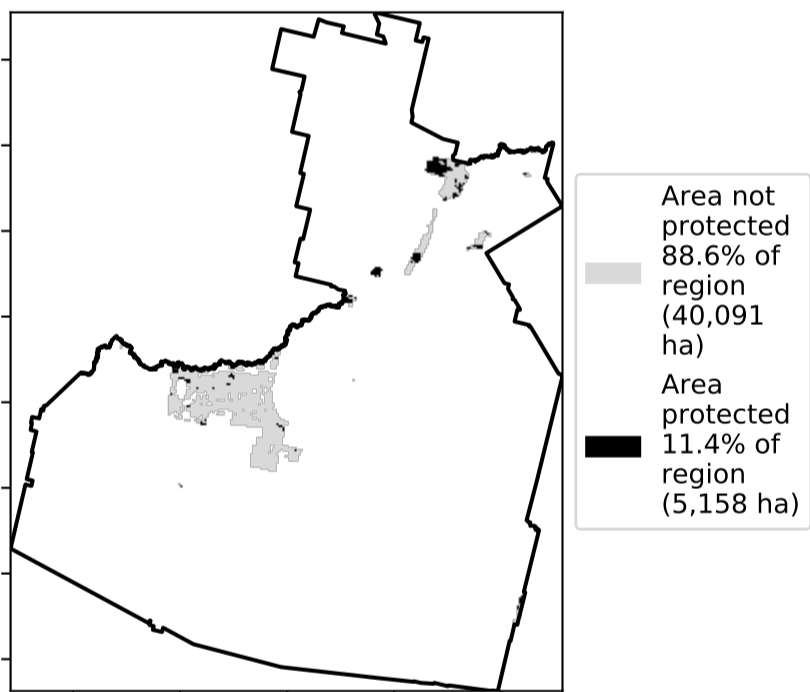 Area not
protected
88.6% of
region
(40,091
ha)
Area
protected
11.4% of
region
(5,158 ha)